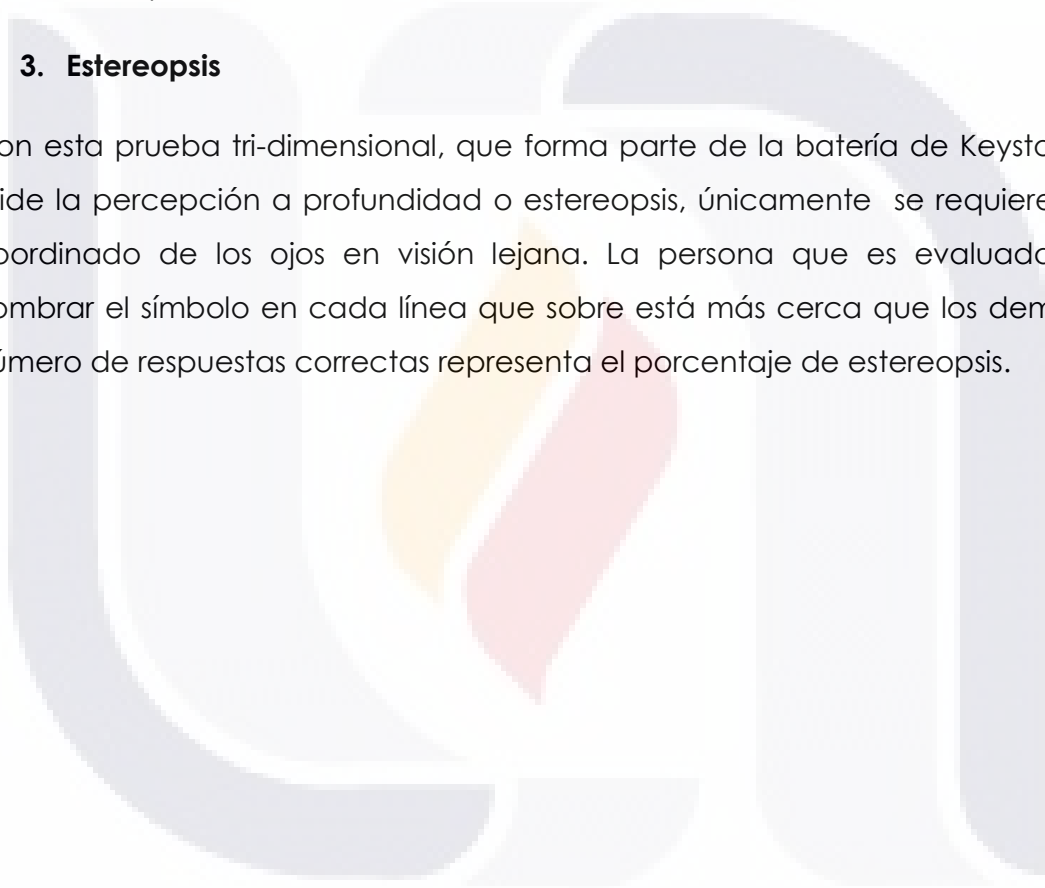 3. Estereopsis
on esta prueba tri-dimensional, que forma parte de la batería de Keysto
ide la percepción a profundidad o estereopsis, únicamente se requiere
oordinado de los ojos en visión lejana. La persona que es evaluada
ombrar el símbolo en cada línea que sobre está más cerca que los dem
úmero de respuestas correctas representa el porcentaje de estereopsis.